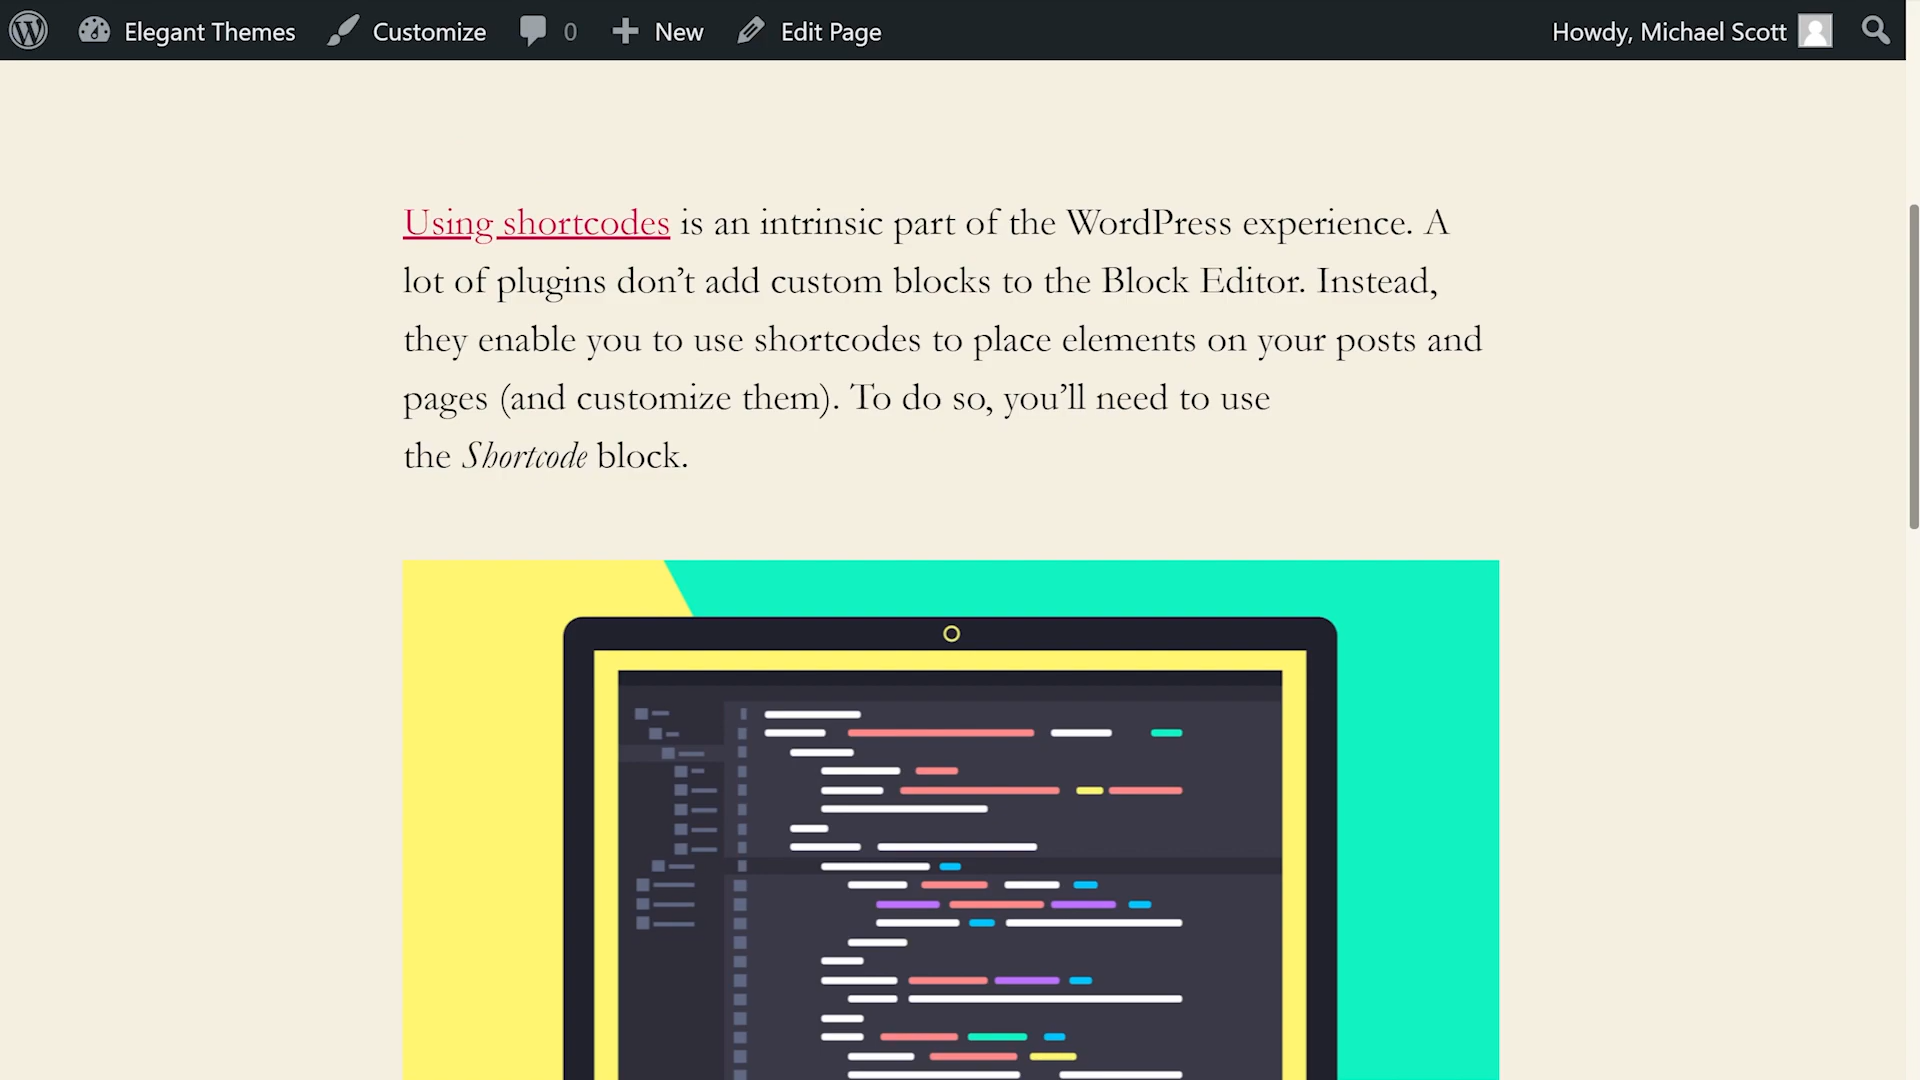 Elegant Themes Customize 0 New Edit Page Howdy, Michael Scott
Using shortcodes is an intrinsic part of the WordPress experience. A
lot of plugins don’t add custom blocks to the Block Editor. Instead,
they enable you to use shortcodes to place elements on your posts and
pages (and customize them). To do so, you’ll need to use
the Shortcode block.